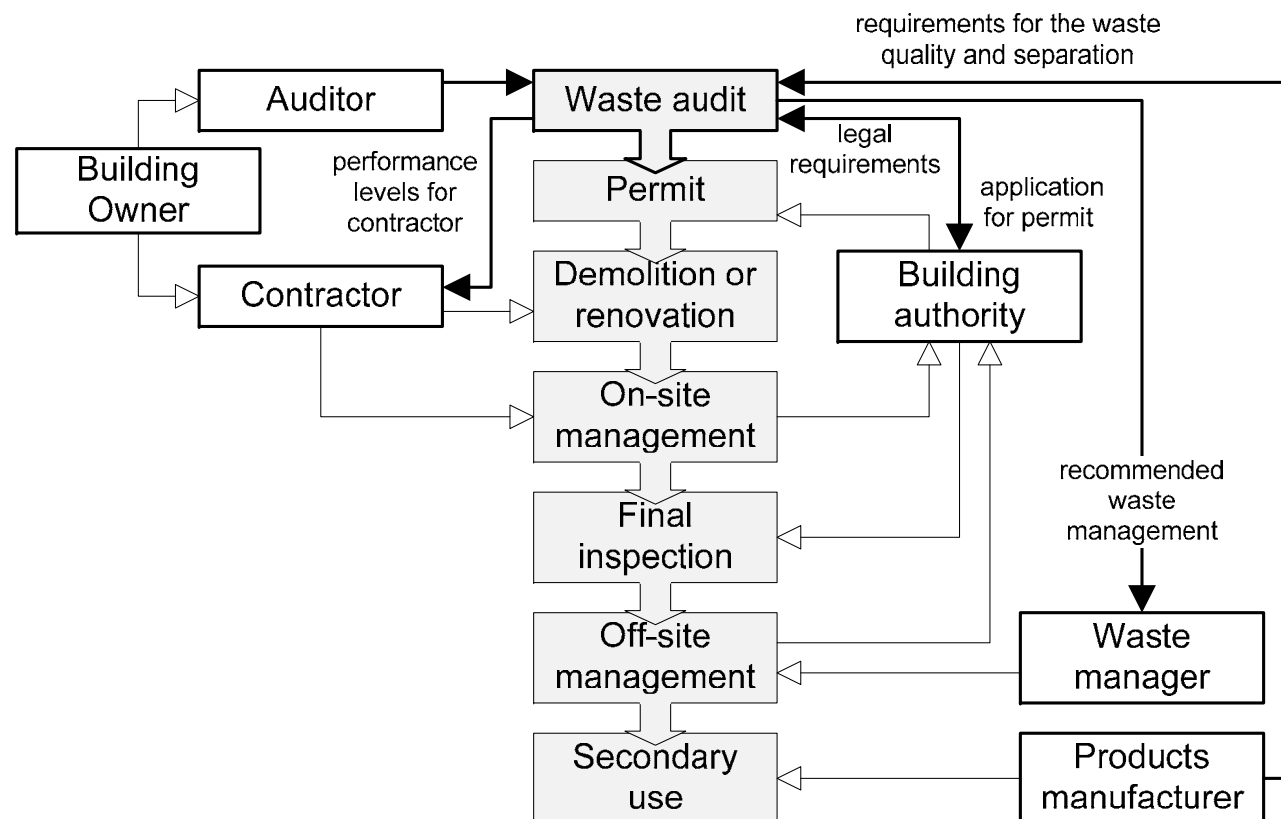 requirements for the waste
quality and separation
Auditor
Waste audit
legal
requirements
Building
Owner
performance
levels for
contractor
Permit
application
for permit
Contractor
Demolition or
renovation
Building
authority
On-site
management
recommended
waste
management
Final
inspection
Off-site
management
Waste
manager
Secondary
use
Products
manufacturer